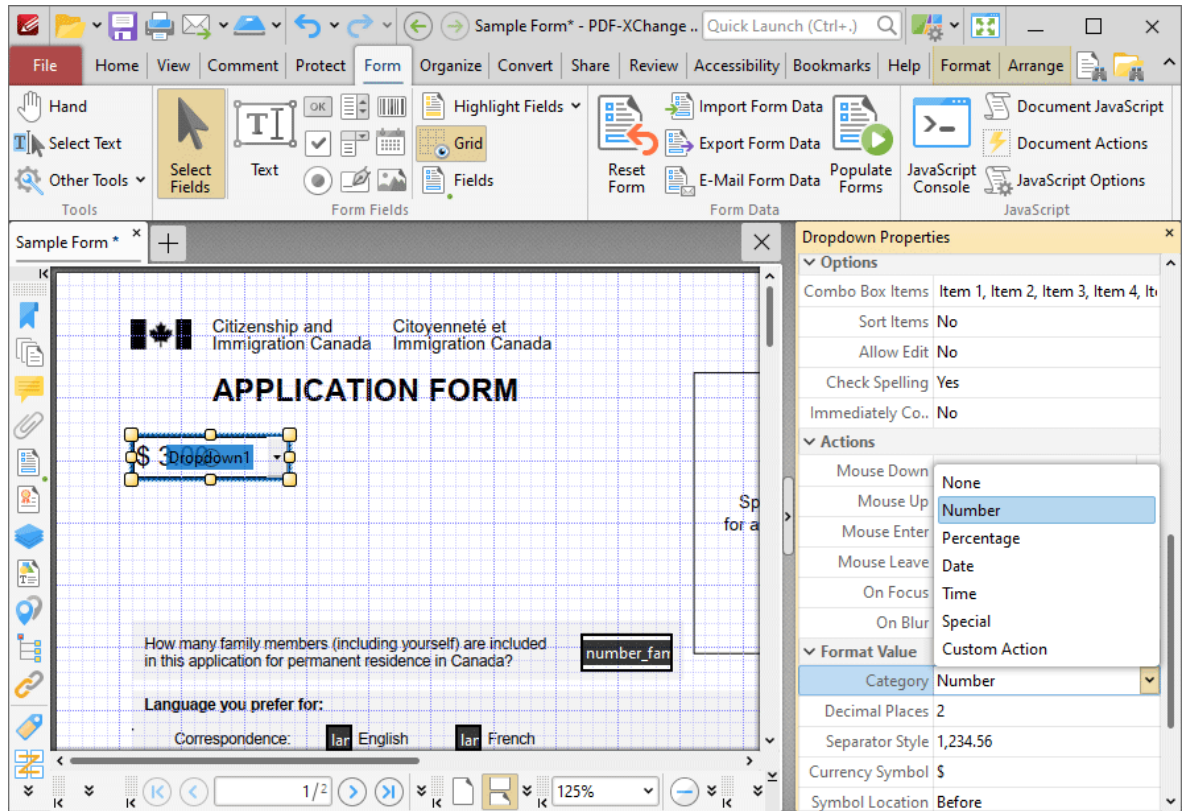 Sample Form* - PDF-XChange ..
Quick Launch (Ctrl+.)
File Home View Comment Protect Form Organize Convert Share Review Accessibility Bookmarks Help Format Arrange
Hand
Select Text
Other Tools
Tools
Select Fields
Text
OK
Highlight Fields
Grid
Fields
Form Fields
Reset Form
Import Form Data
Export Form Data
E-Mail Form Data
Populate Forms
Form Data
JavaScript Console
Document JavaScript
Document Actions
JavaScript Options
JavaScript
Sample Form *
Citizenship and
Immigration Canada
Citoyenneté et
Immigration Canada
APPLICATION FORM
$ 3.00
Dropdown1
Sp
for a
How many family members (including yourself) are included
in this application for permanent residence in Canada?
number_fam
Language you prefer for:
Correspondence: lar English lar French
1/2
125%
Dropdown Properties
Options
Combo Box Items Item 1, Item 2, Item 3, Item 4, It
Sort Items No
Allow Edit No
Check Spelling Yes
Immediately Co.. No
Actions
Mouse Down
Mouse Up
Mouse Enter
Mouse Leave
On Focus
On Blur
None
Number
Percentage
Date
Time
Special
Custom Action
Format Value
Category Number
Decimal Places 2
Separator Style 1,234.56
Currency Symbol $
Symbol Location Before